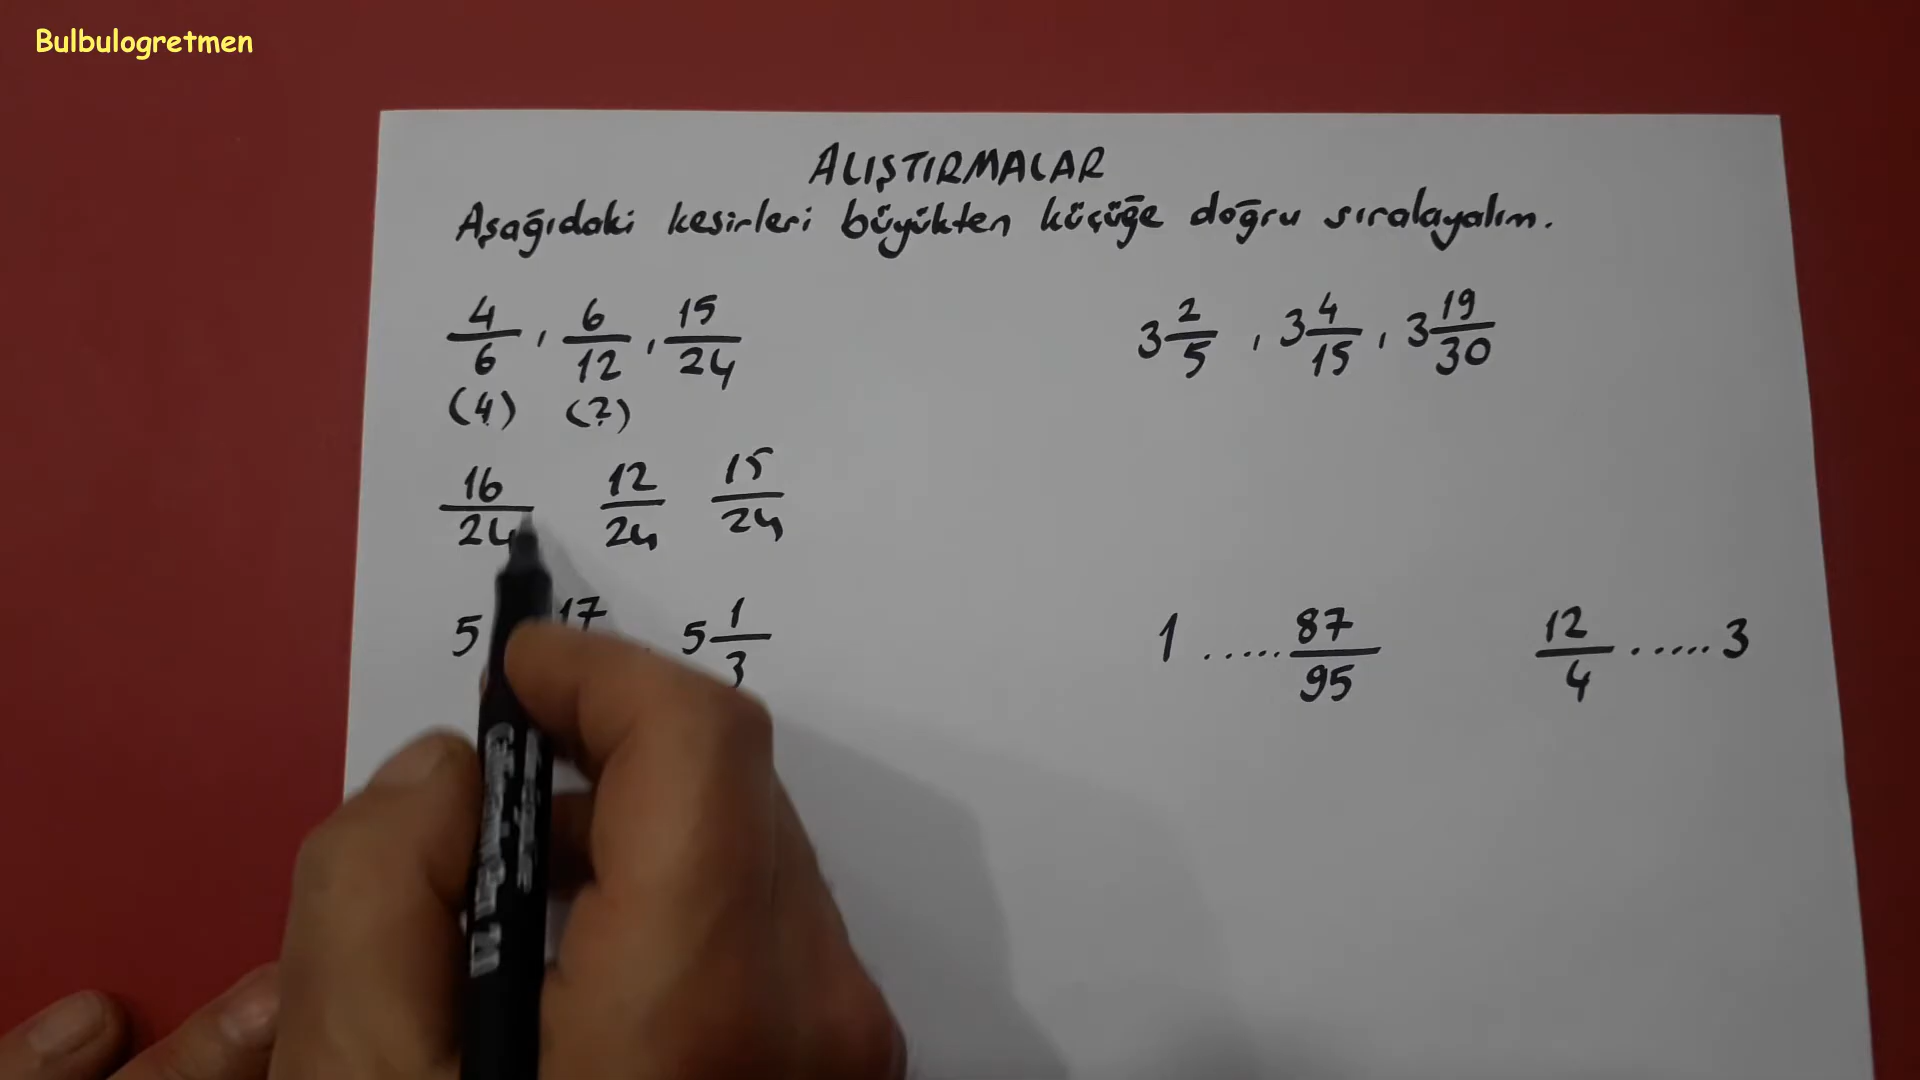 Bulbulogretmen
ALIŞTIRMALAR
Aşağıdaki kesirleri büyükten küçüğe doğru sıralayalım.
4/6 , 6/12 , 15/24
(4) (2)
3 2/5 , 3 4/15 , 3 19/30
16/24 12/24 15/24
5 17 5 1/3
1 ..... 87/95
12/4 ..... 3